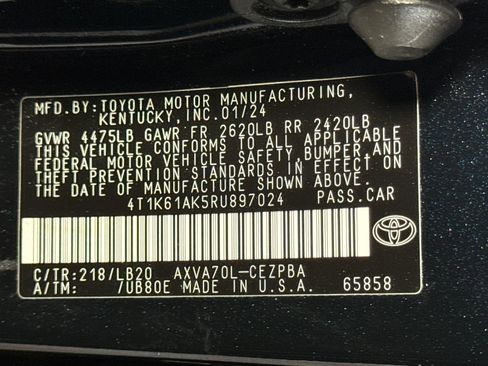 MFD.BY:TOYOTA MOTOR MANUFACTURING,
KENTUCKY, INC.01/24
GVWR 4475LB GAWR FR 2620LB RR 2420LB
THIS VEHICLE CONFORMS TO ALL APPLICABLE
FEDERAL MOTOR VEHICLE SAFETY, BUMPER AND
THEFT PREVENTION STANDARDS IN EFFECT ON
THE DATE OF MANUFACTURE SHOWN ABOVE.
4T1K61AK5RU897024 PASS.CAR
C/TR:218/LB20 AXVA70L-CEZPBA
A/TM: /UB80E MADE IN U.S.A. 65858